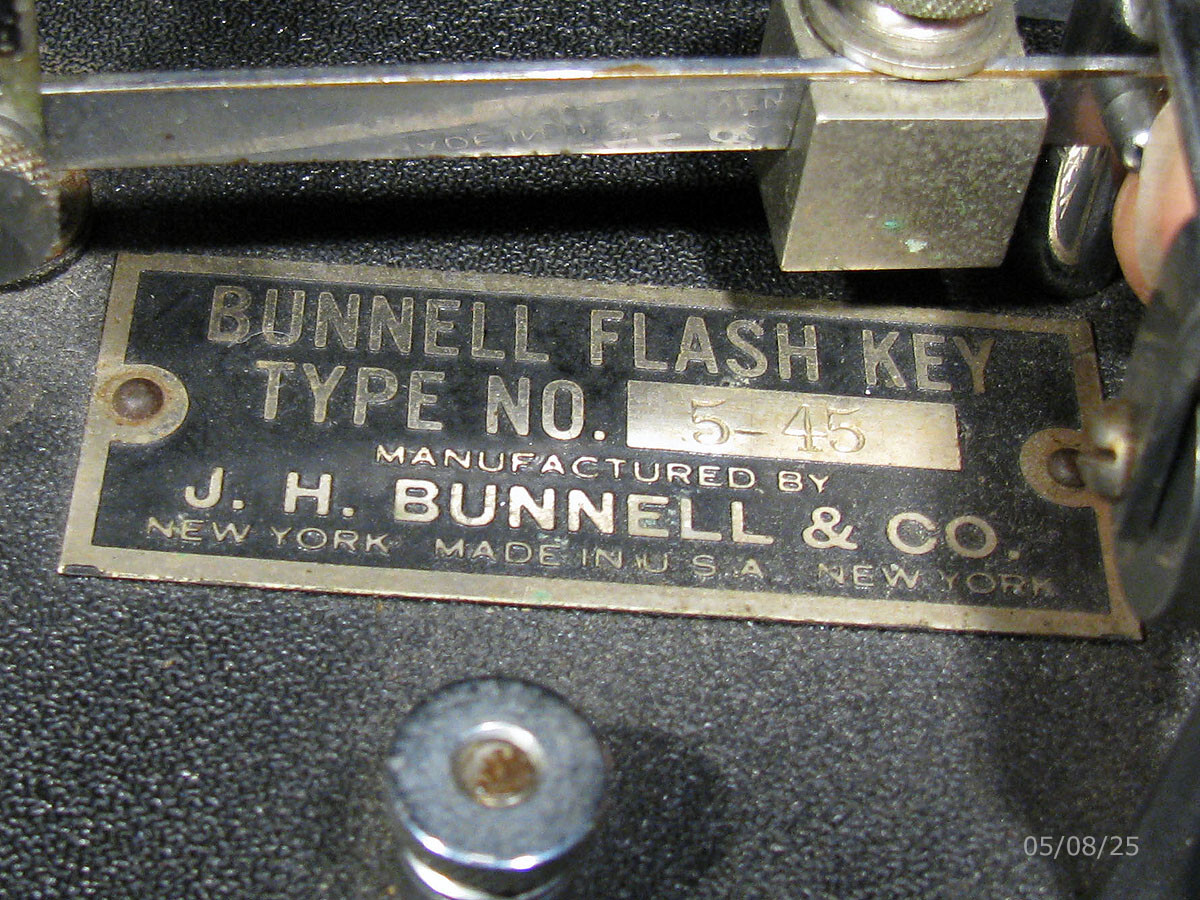 BUNNELL FLASH KEY
TYPE NO. 5-45
MANUFACTURED BY
J. H. BUNNELL & CO.
NEW YORK MADE IN U.S.A NEW YORK
05/08/25